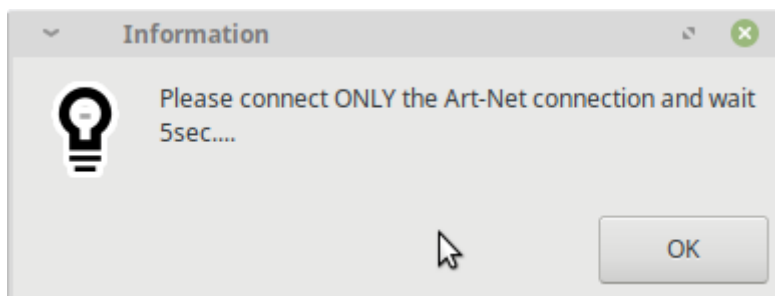 Information
Please connect ONLY the Art-Net connection and wait
5sec....
OK